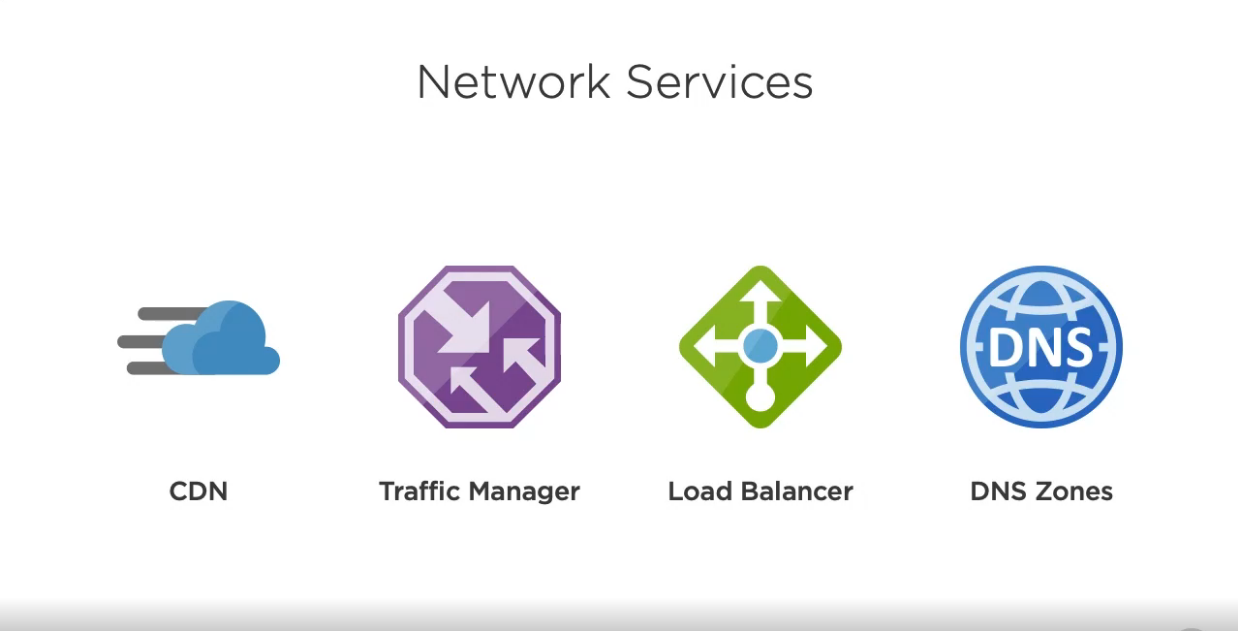 Network Services
DNS
CDN
Traffic Manager
Load Balancer
DNS Zones